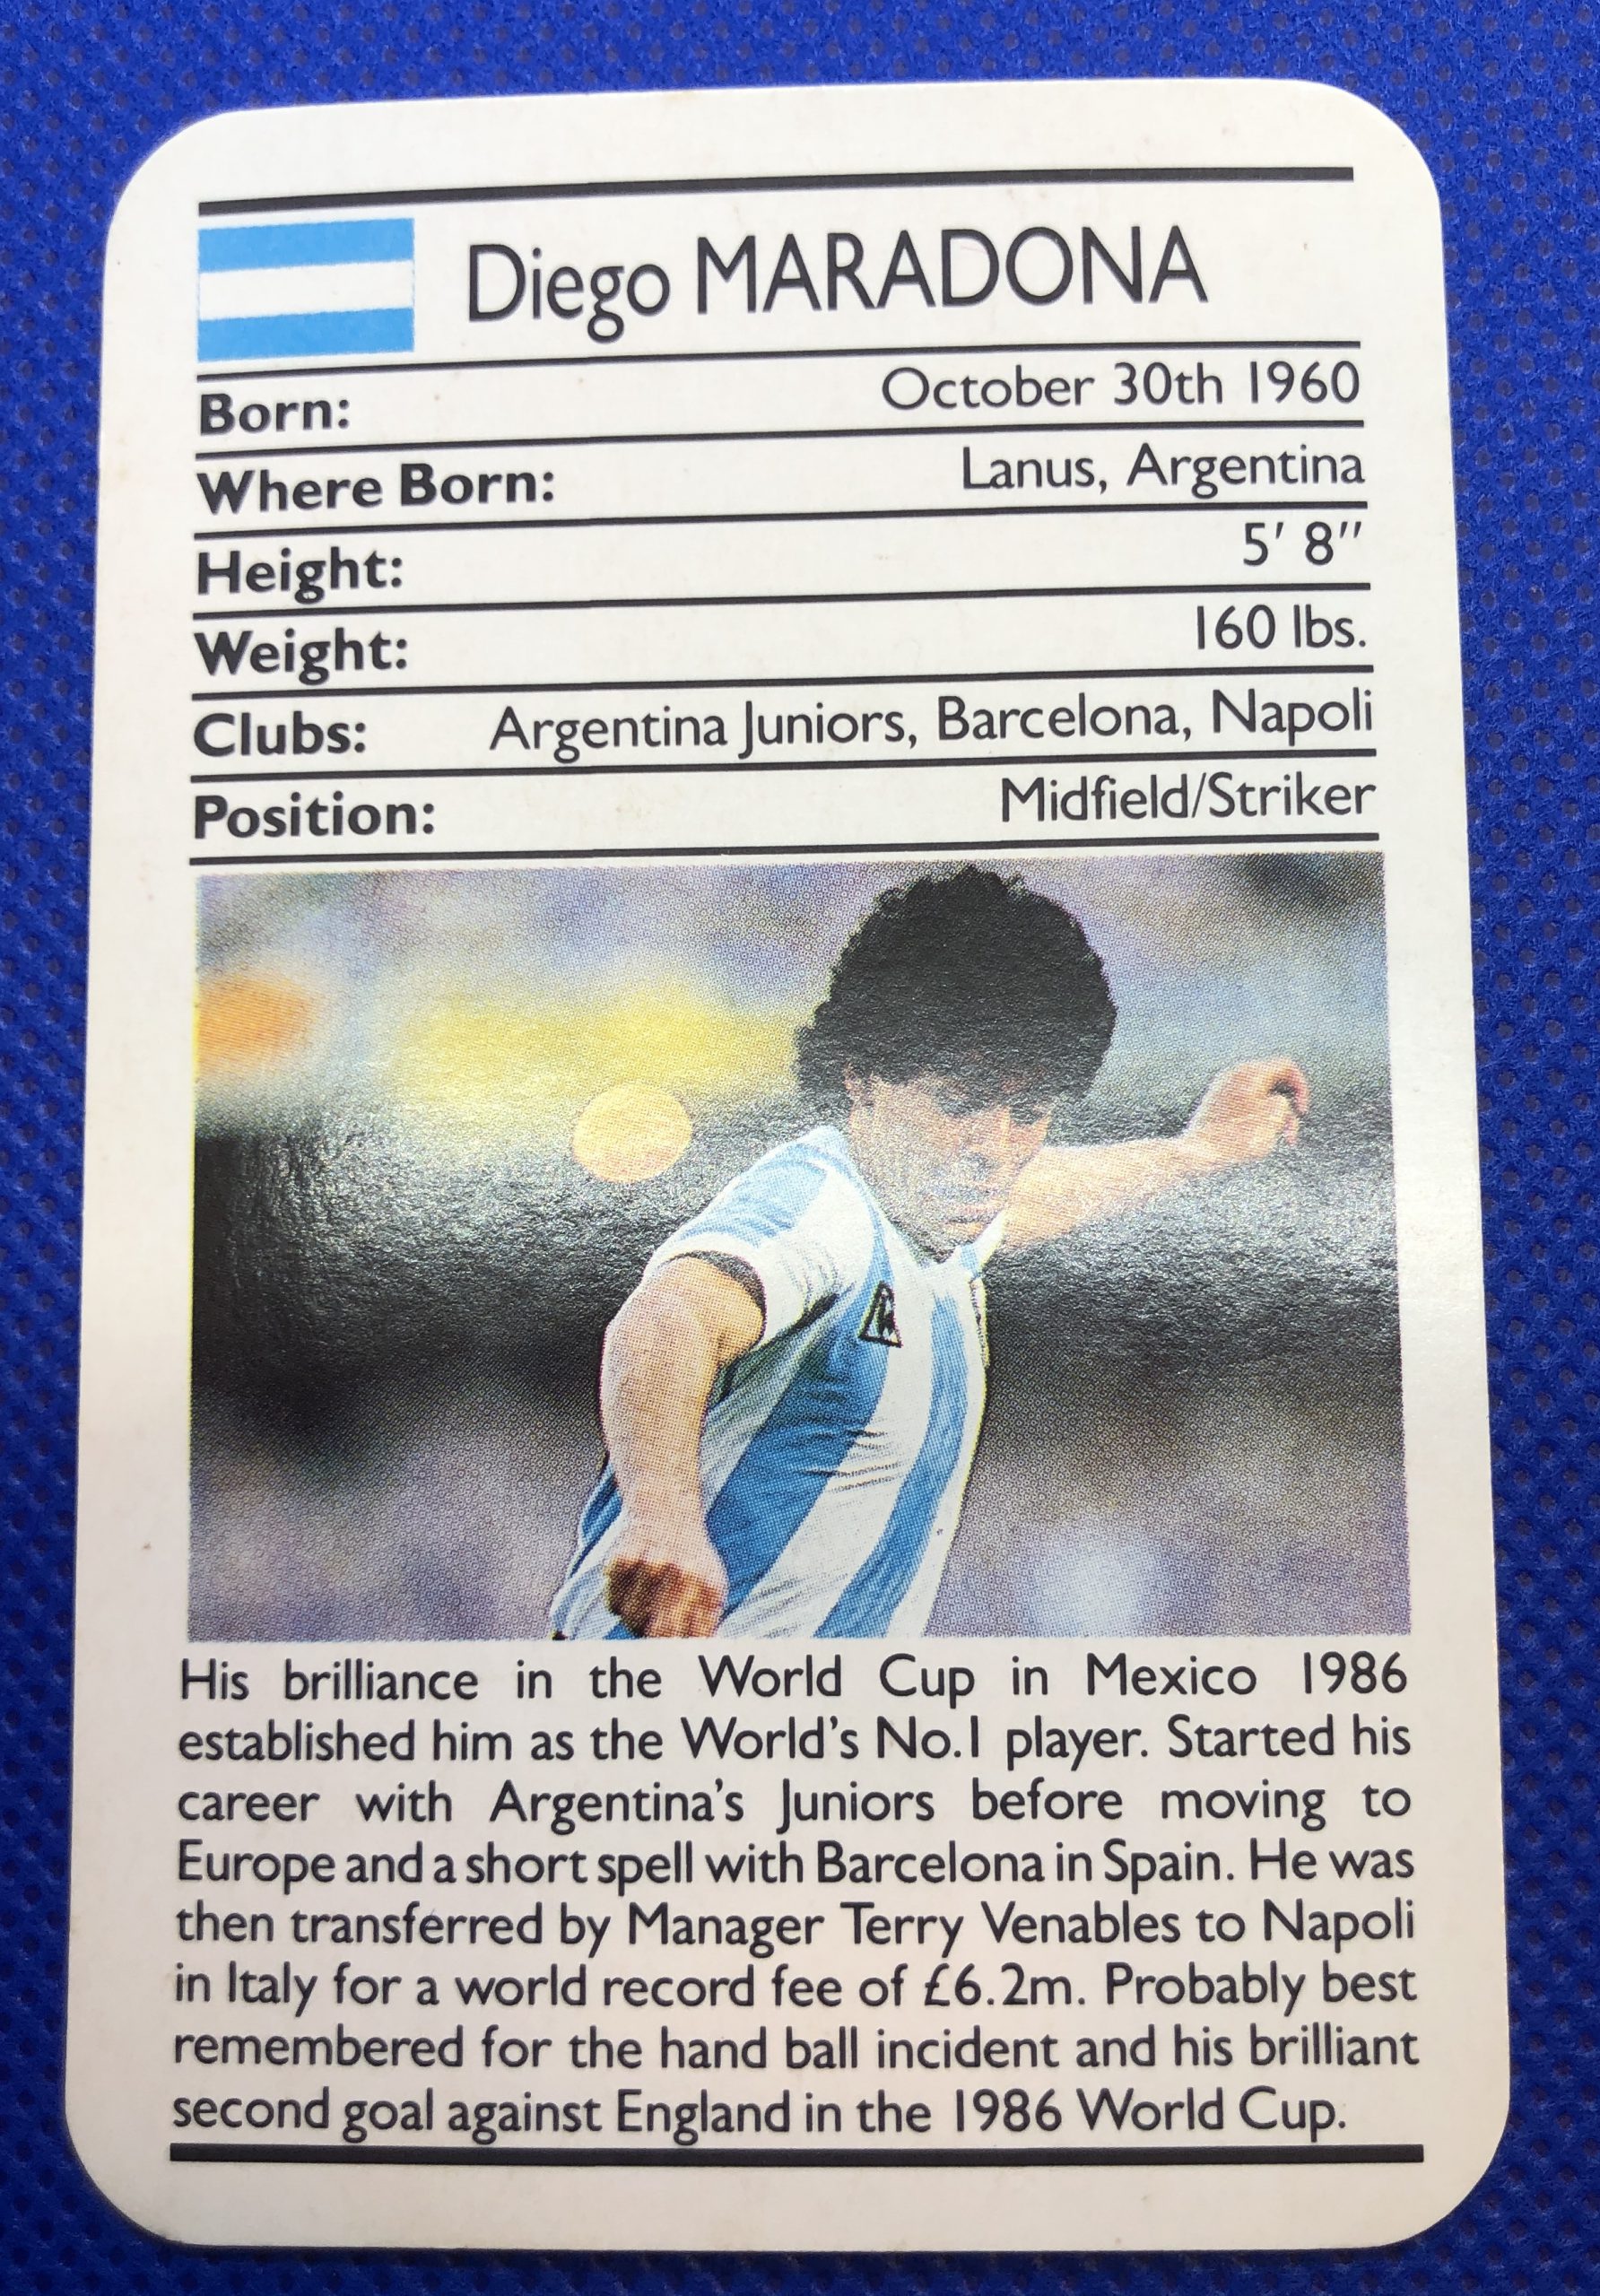 Diego MARADONA
Born: October 30th 1960
Where Born: Lanus, Argentina
Height: 5' 8"
Weight: 160 lbs.
Clubs: Argentina Juniors, Barcelona, Napoli
Position: Midfield/Striker
His brilliance in the World Cup in Mexico 1986
established him as the World's No.1 player. Started his
career with Argentina's Juniors before moving to
Europe and a short spell with Barcelona in Spain. He was
then transferred by Manager Terry Venables to Napoli
in Italy for a world record fee of £6.2m. Probably best
remembered for the hand ball incident and his brilliant
second goal against England in the 1986 World Cup.